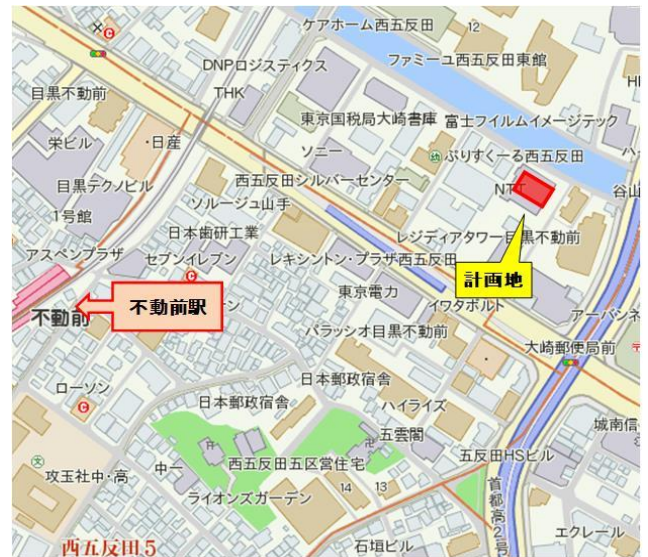 ケアホーム西五反田
12
ファミーユ西五反田東館
DNPロジスティクス
THK
目黒不動前
東京国税局大崎書庫
富士フイルムイメージテック
栄ビル
・日産
ソニー
ぷりすくーる西五反田
目黒テクノビル
1号館
西五反田シルバーセンター
NTT
谷山
ソルージュ山手
日本歯研工業
レジディアタワー目黒不動前
アスペンプラザ
セブンイレブン
レキシントン・プラザ西五反田
計画地
不動前駅
東京電力
イワタボルト
アーバンネ
不動前
パラッシオ目黒不動前
大崎郵便局前
ローソン
日本郵政宿舎
日本郵政宿舎
ハイライズ
城南信
五雲閣
攻玉社中・高
中一
西五反田五区営住宅
五反田HSビル
14
13
ライオンズガーデン
首都高2号
エクレール
西五反田5
石垣ビル